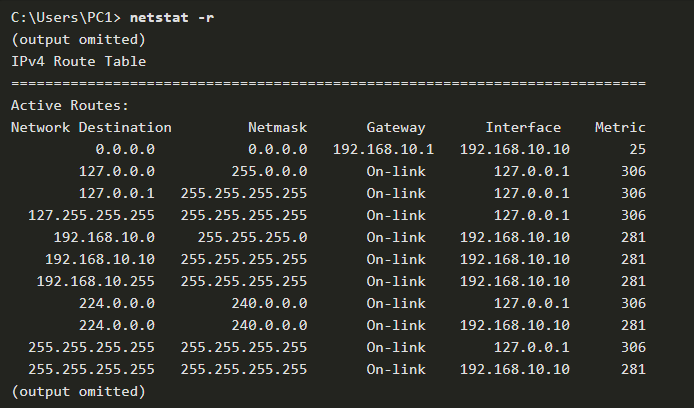 C:\Users\PC1> netstat -r
(output omitted)
IPv4 Route Table
===========================================================================
Active Routes:
Network Destination        Netmask          Gateway       Interface  Metric
          0.0.0.0          0.0.0.0     192.168.10.1    192.168.10.10     25
        127.0.0.0        255.0.0.0         On-link         127.0.0.1    306
        127.0.0.1  255.255.255.255         On-link         127.0.0.1    306
  127.255.255.255  255.255.255.255         On-link         127.0.0.1    306
     192.168.10.0    255.255.255.0         On-link     192.168.10.10    281
    192.168.10.10  255.255.255.255         On-link     192.168.10.10    281
   192.168.10.255  255.255.255.255         On-link     192.168.10.10    281
        224.0.0.0        240.0.0.0         On-link         127.0.0.1    306
        224.0.0.0        240.0.0.0         On-link     192.168.10.10    281
  255.255.255.255  255.255.255.255         On-link         127.0.0.1    306
  255.255.255.255  255.255.255.255         On-link     192.168.10.10    281
(output omitted)